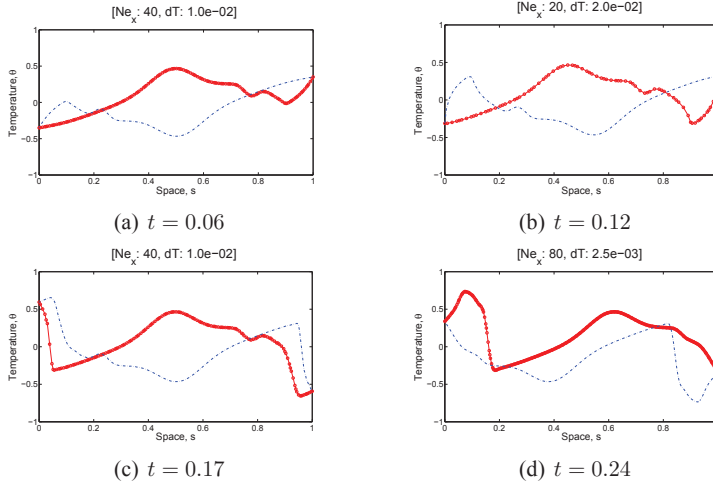 [Ne_x: 40, dT: 1.0e−02]
[Ne_x: 20, dT: 2.0e−02]
1
0.5
0
−0.5
−1
Temperature, θ
0
0.2
0.4
0.6
0.8
1
Space, s
1
0.5
0
−0.5
−1
Temperature, θ
0
0.2
0.4
0.6
0.8
Space, s
(a) t = 0.06
(b) t = 0.12
[Ne_x: 40, dT: 1.0e−02]
[Ne_x: 80, dT: 2.5e−03]
1
0.5
0
−0.5
−1
Temperature, θ
0
0.2
0.4
0.6
0.8
1
Space, s
1
0.5
0
−0.5
−1
Temperature, θ
0
0.2
0.4
0.6
0.8
Space, s
(c) t = 0.17
(d) t = 0.24